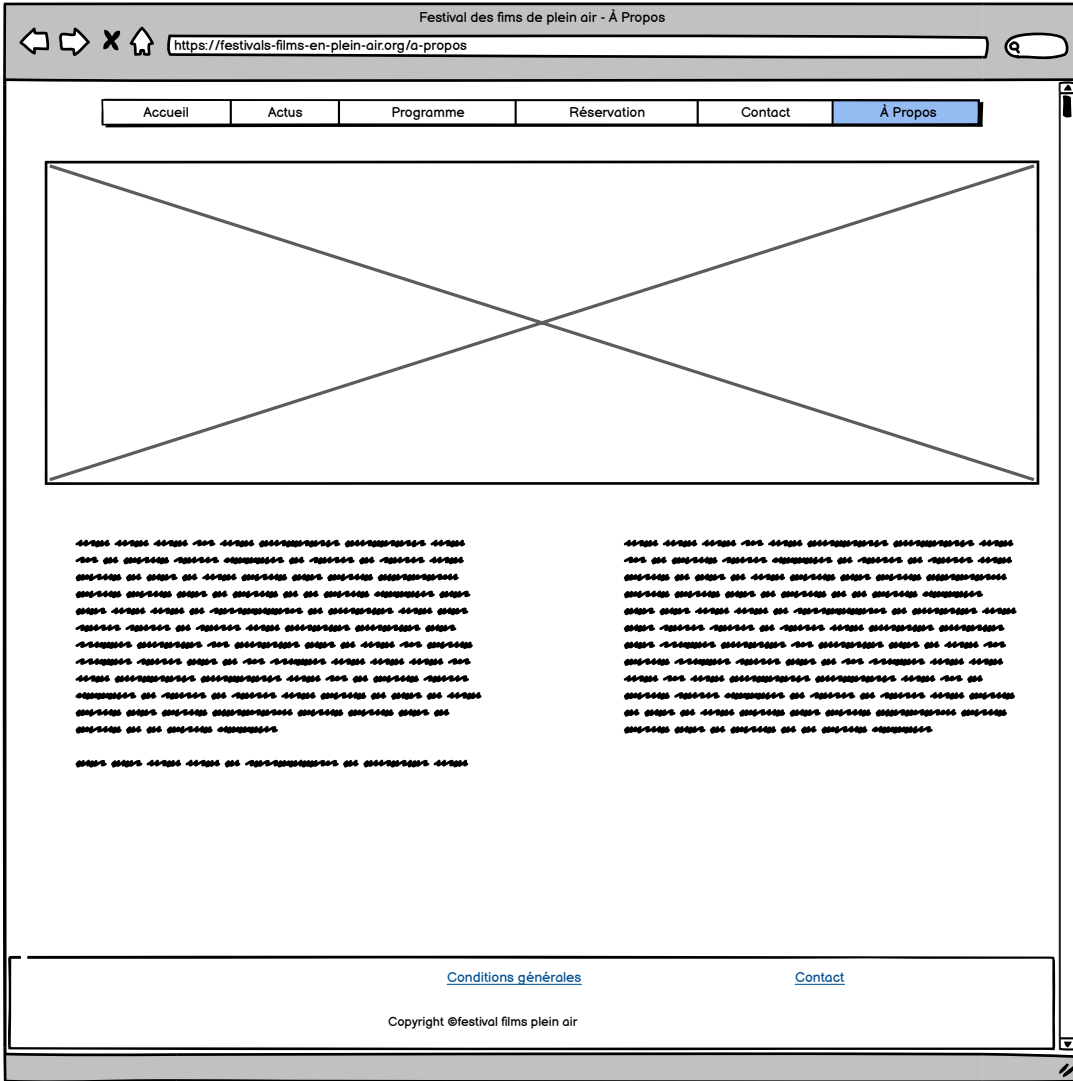 Festival des fims de plein air - À Propos
https://festivals-films-en-plein-air.org/a-propos
Accueil Actus Programme Réservation Contact À Propos
Conditions générales Contact
Copyright ©festival films plein air